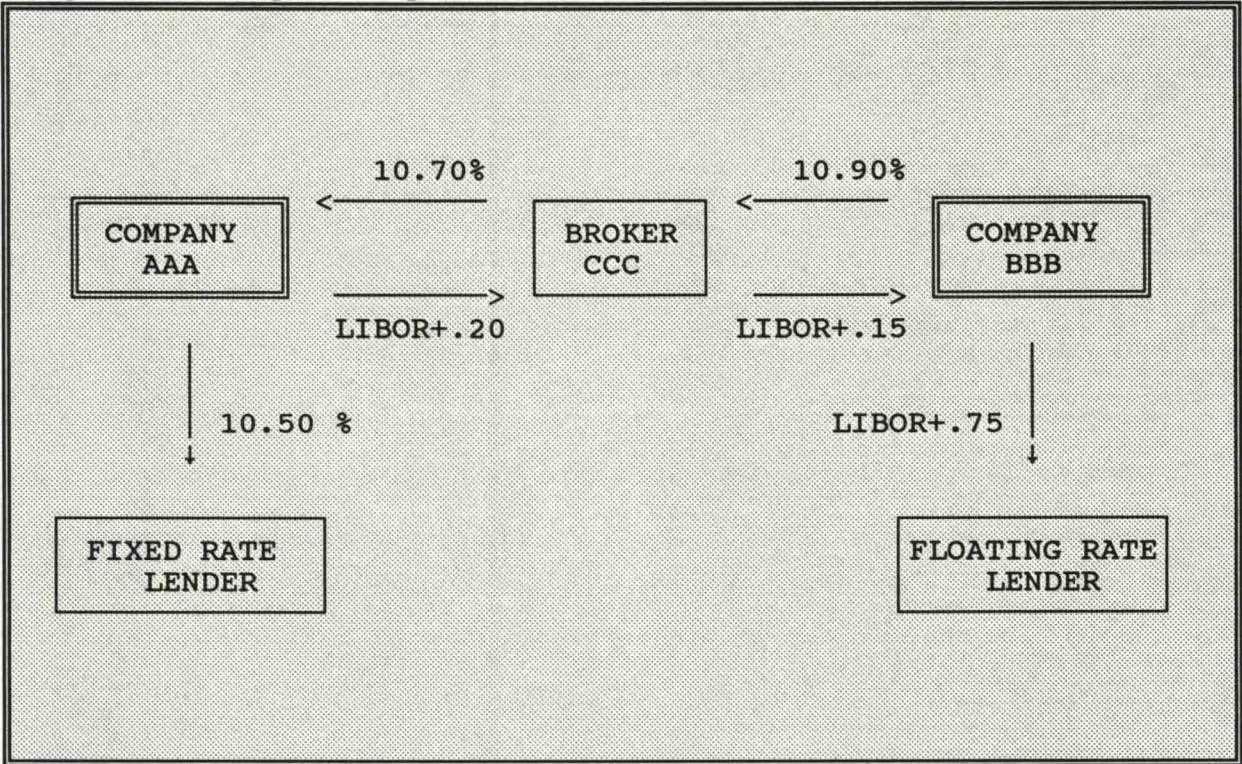 10.70%
10.90%
COMPANY
AAA
BROKER
CCC
COMPANY
BBB
LIBOR+.20
LIBOR+.15
10.50 %
LIBOR+.75
FIXED RATE
LENDER
FLOATING RATE
LENDER